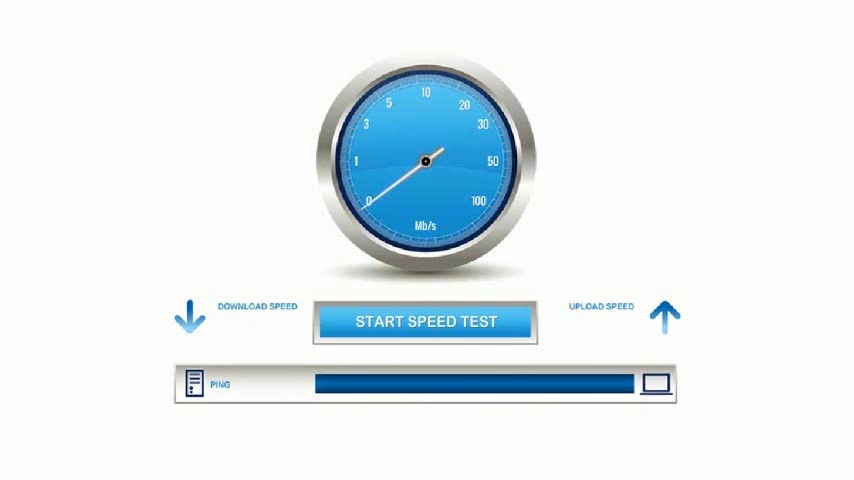 10
5
20
3
30
1
50
0
100
Mb/s
DOWNLOAD SPEED
START SPEED TEST
UPLOAD SPEED
PING